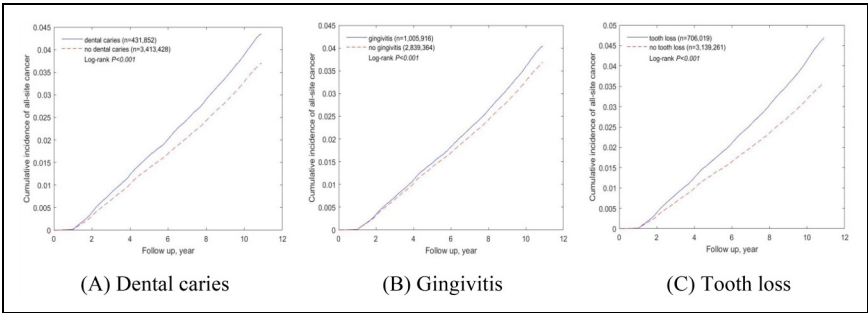 0.045
0.04
0.035
0.03
0.025
0.02
0.015
0.01
0.005
0
Cumulative incidence of all-site cancer
dental caries (n=431,852)
no dental caries (n=3,413,428)
Log-rank P<0.001
0 2 4 6 8 10 12
Follow up, year
(A) Dental caries
0.045
0.04
0.035
0.03
0.025
0.02
0.015
0.01
0.005
0
Cumulative incidence of all-site cancer
gingivitis (n=1,005,916)
no gingivitis (2,839,364)
Log-rank P<0.001
0 2 4 6 8 10 12
Follow up, year
(B) Gingivitis
0.05
0.045
0.04
0.035
0.03
0.025
0.02
0.015
0.01
0.005
0
Cumulative incidence of all-site cancer
tooth loss (n=706,019)
no tooth loss (n=3,139,261)
Log-rank P<0.001
0 2 4 6 8 10 12
Follow up, year
(C) Tooth loss